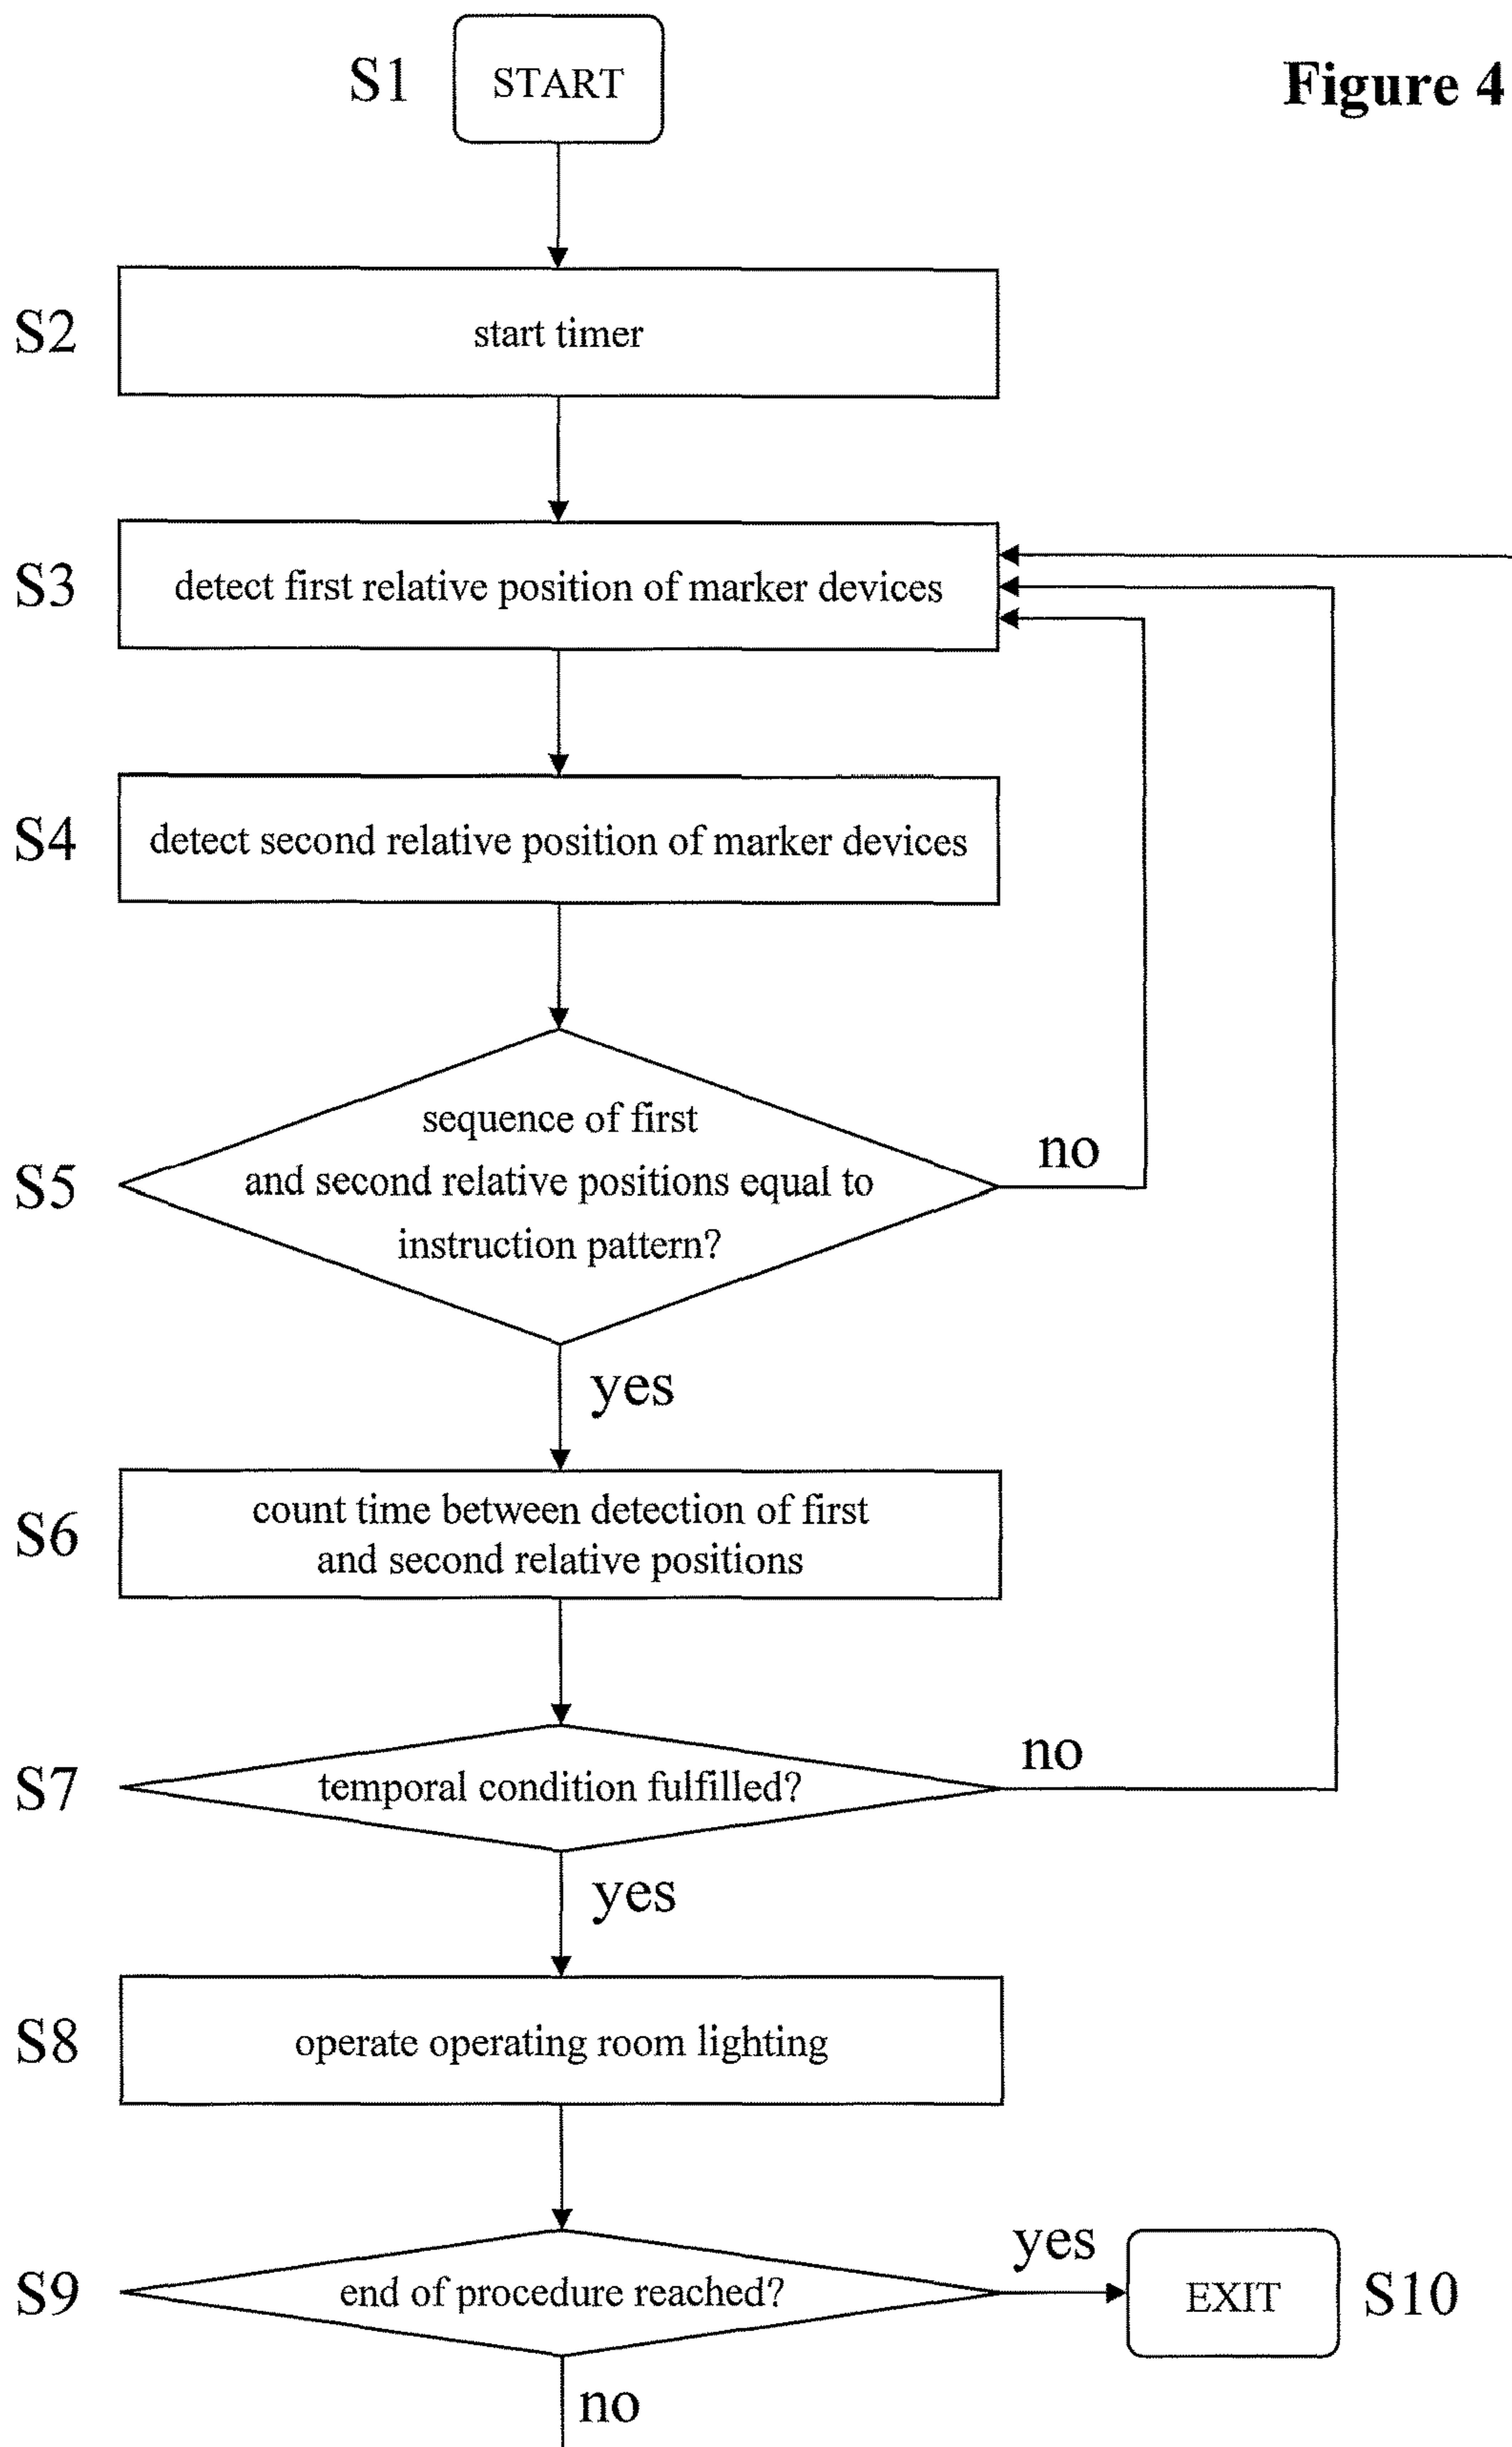 Figure 4
S1
START
S2
start timer
S3
detect first relative position of marker devices
S4
detect second relative position of marker devices
S5
sequence of first
and second relative positions equal to
instruction pattern?
no
yes
S6
count time between detection of first
and second relative positions
S7
temporal condition fulfilled?
no
yes
S8
operate operating room lighting
S9
end of procedure reached?
yes
EXIT
S10
no